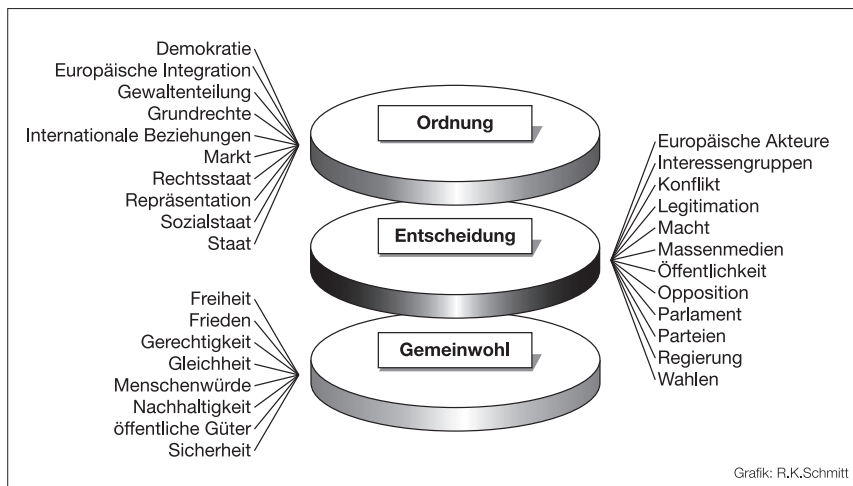 Demokratie
Europäische Integration
Gewaltenteilung
Grundrechte
Internationale Beziehungen
Markt
Rechtsstaat
Repräsentation
Sozialstaat
Staat
Ordnung
Entscheidung
Europäische Akteure
Interessengruppen
Konflikt
Legitimation
Macht
Massenmedien
Öffentlichkeit
Opposition
Parlament
Parteien
Regierung
Wahlen
Freiheit
Frieden
Gerechtigkeit
Gleichheit
Menschenwürde
Nachhaltigkeit
öffentliche Güter
Sicherheit
Gemeinwohl
Grafik: R.K.Schmitt